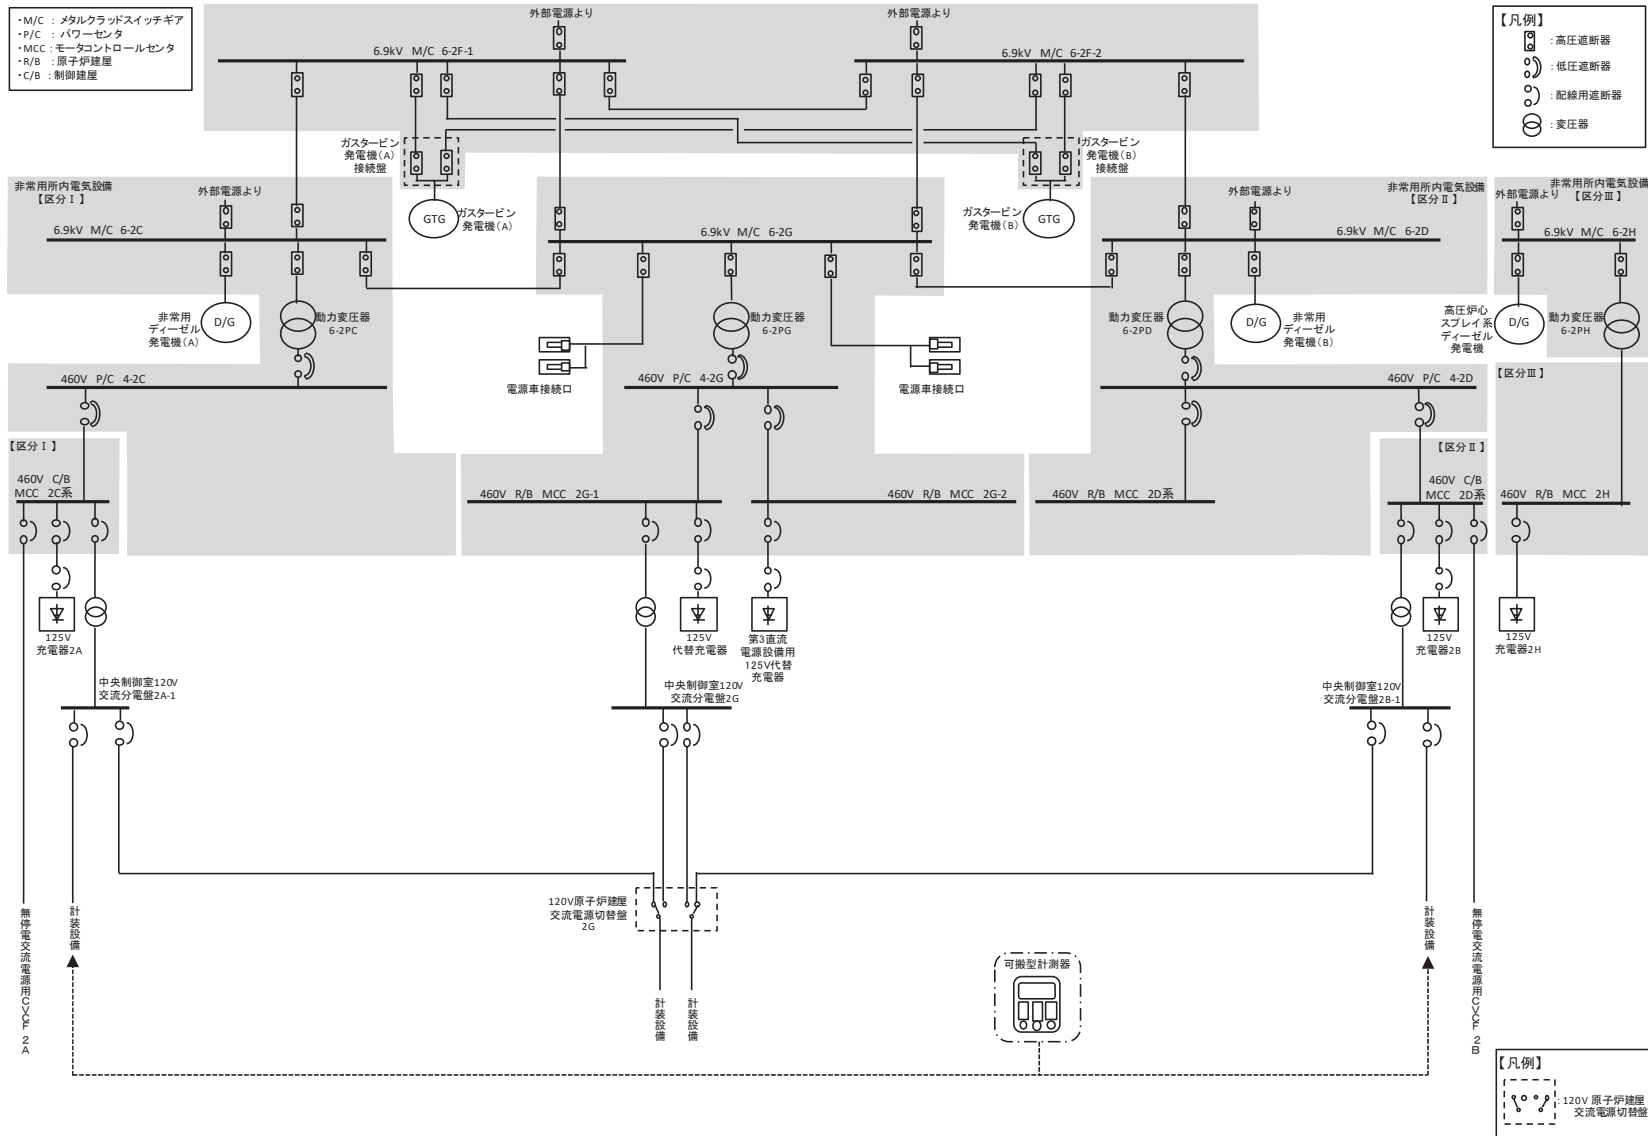 ・M/C ： メタルクラッドスイッチギア
・P/C ： パワーセンタ
・MCC：モータコントロールセンタ
・R/B ：原子炉建屋
・C/B ：制御建屋
外部電源より
外部電源より
【凡例】
：高圧遮断器
：低圧遮断器
：配線用遮断器
：変圧器
6.9kV M/C 6-2F-1
6.9kV M/C 6-2F-2
ガスタービン
発電機(A)
接続盤
ガスタービン
発電機(B)
接続盤
非常用所内電気設備
【区分Ⅰ】
外部電源より
GTG
ガスタービン
発電機(A)
ガスタービン
発電機(B)
GTG
外部電源より
非常用所内電気設備
【区分Ⅱ】
外部電源より
非常用所内電気設備
【区分Ⅲ】
6.9kV M/C 6-2C
6.9kV M/C 6-2G
6.9kV M/C 6-2D
6.9kV M/C 6-2H
非常用
ディーゼル
発電機(A)
D/G
動力変圧器
6-2PC
動力変圧器
6-2PG
動力変圧器
6-2PD
D/G
非常用
ディーゼル
発電機(B)
高圧炉心
スプレイ系
ディーゼル
発電機
D/G
動力変圧器
6-2PH
電源車接続口
電源車接続口
460V P/C 4-2C
460V P/C 4-2G
460V P/C 4-2D
【区分Ⅲ】
【区分Ⅰ】
【区分Ⅱ】
460V C/B
MCC 2C系
460V R/B MCC 2G-1
460V R/B MCC 2G-2
460V R/B MCC 2D系
460V C/B
MCC 2D系
460V R/B MCC 2H
125V
充電器2A
125V
代替充電器
第3直流
電源設備用
125V代替
充電器
125V
充電器2B
125V
充電器2H
中央制御室120V
交流分電盤2A-1
中央制御室120V
交流分電盤2G
中央制御室120V
交流分電盤2B-1
120V原子炉建屋
交流電源切替盤
2G
無停電交流電源用CVCF 2A
計装設備
計装設備
計装設備
可搬型計測器
計装設備
無停電交流電源用CVCF 2B
【凡例】
：120V 原子炉建屋
交流電源切替盤